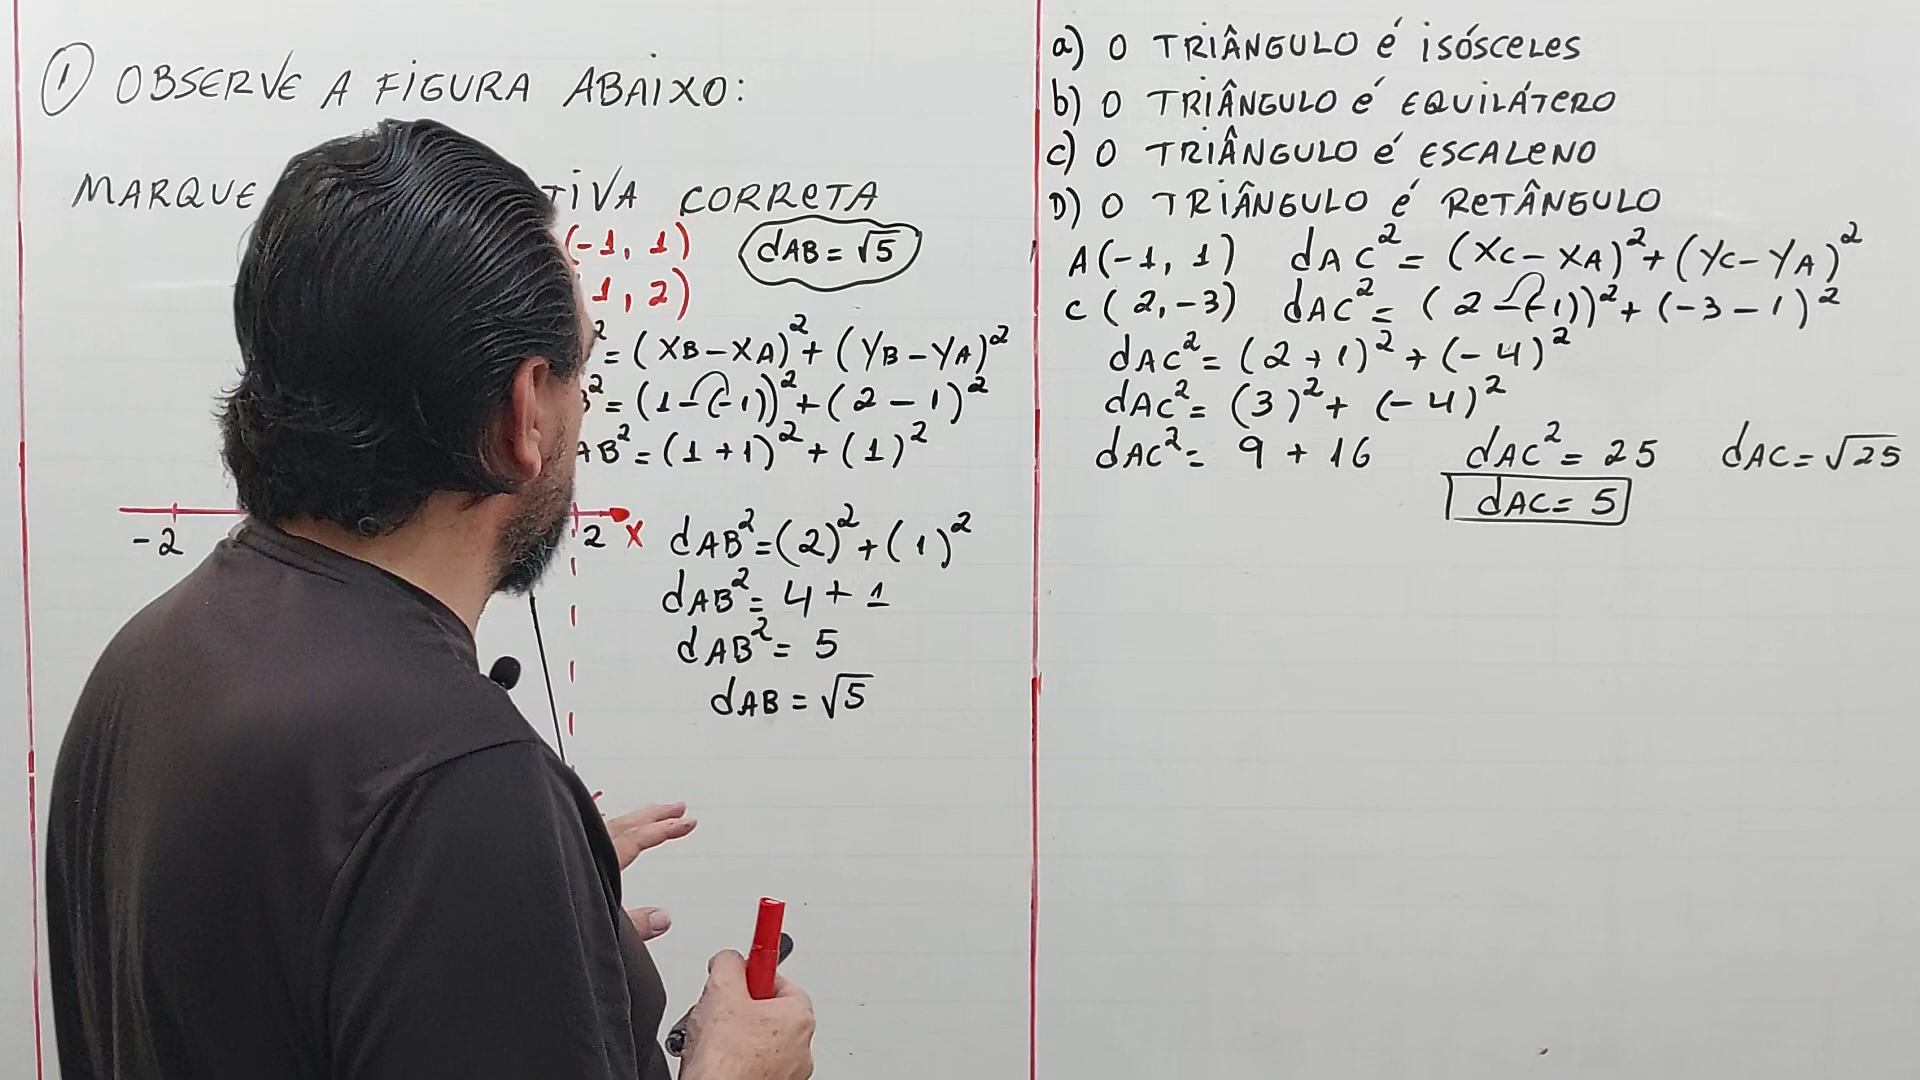 1 OBSERVE A FIGURA ABAIXO:
MARQUE TIVA CORRETA
(-1, 1) dAB = √5
1, 2)
² = (XB - XA)² + (YB - YA)²
B² = (1 - (-1))² + (2 - 1)²
AB² = (1 + 1)² + (1)²
-2 2 X
dAB² = (2)² + (1)²
dAB² = 4 + 1
dAB² = 5
dAB = √5
a) O TRIÂNGULO é isósceles
b) O TRIÂNGULO é EQUILÁTERO
c) O TRIÂNGULO é ESCALENO
D) O TRIÂNGULO é RETÂNGULO
A(-1, 1) dAC² = (XC - XA)² + (YC - YA)²
C(2, -3) dAC² = (2 - (-1))² + (-3 - 1)²
dAC² = (2 + 1)² + (-4)²
dAC² = (3)² + (-4)²
dAC² = 9 + 16 dAC² = 25 dAC = √25
dAC = 5